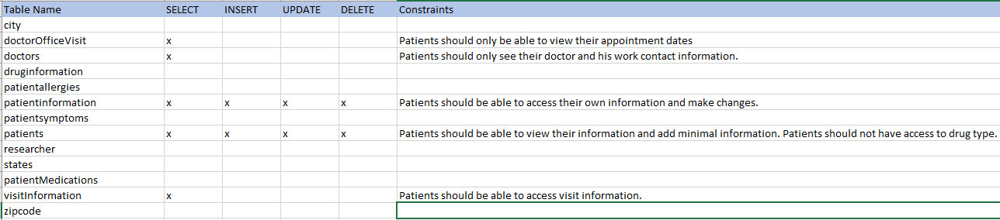 Table Name SELECT INSERT UPDATE DELETE Constraints
city
doctorOfficeVisit x Patients should only be able to view their appointment dates
doctors x Patients should only see their doctor and his work contact information.
druginformation
patientallergies
patientinformation x x x x Patients should be able to access their own information and make changes.
patientsymptoms
patients x x x x Patients should be able to view their information and add minimal information. Patients should not have access to drug type.
researcher
states
patientMedications
visitInformation x Patients should be able to access visit information.
zipcode